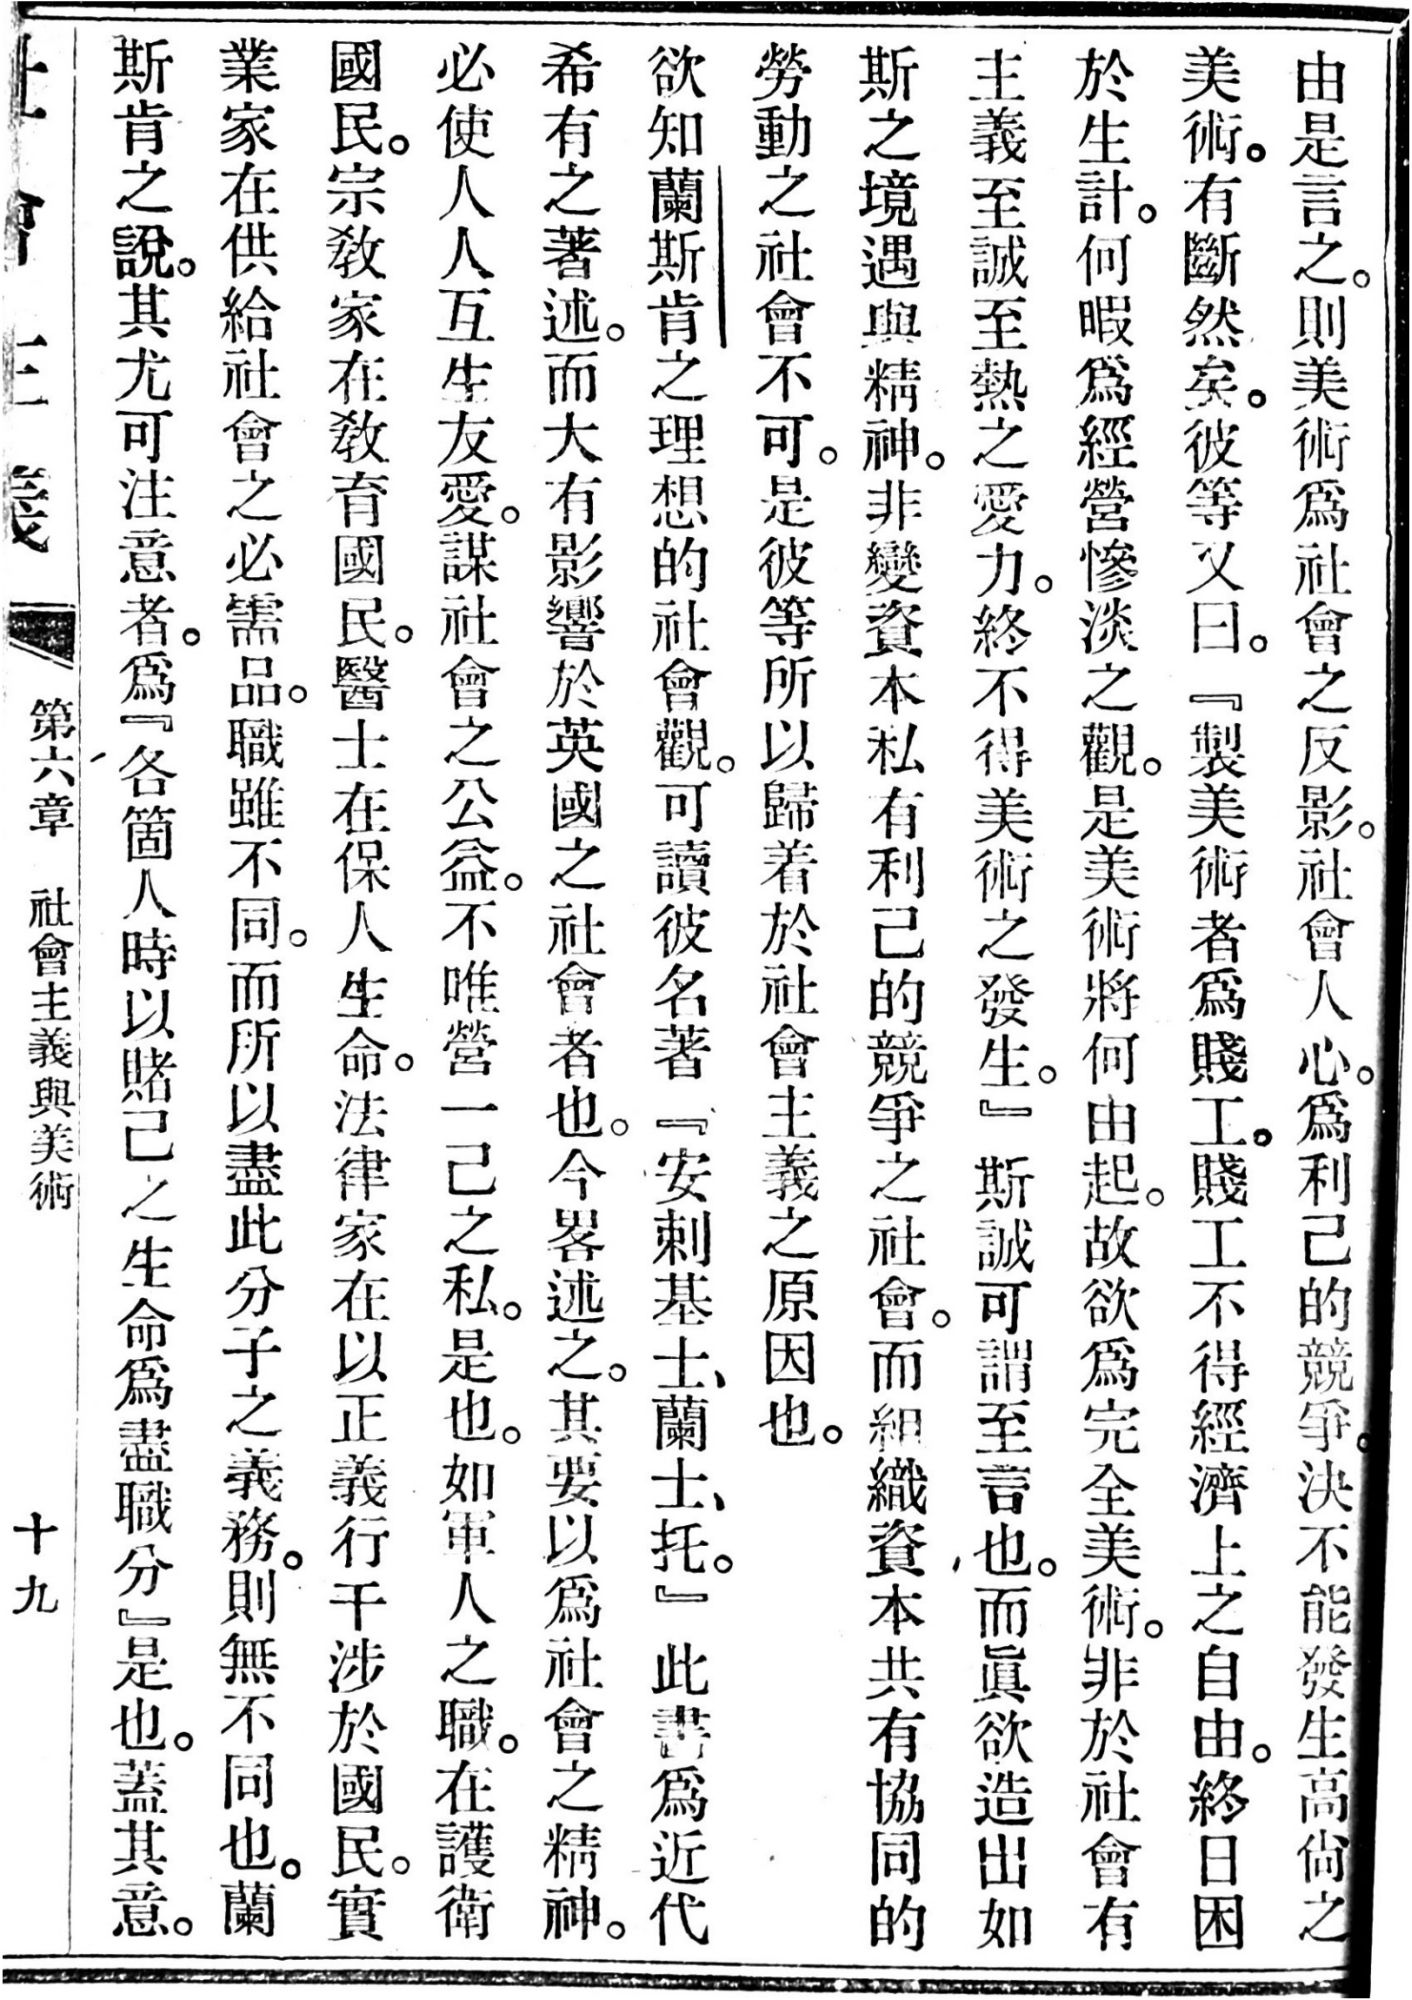 由是言之。則美術爲社會之反影。社會人心。爲利己的競爭。決不能發生高尙之
美術。有斷然矣。彼等又曰。『製美術者爲賤工。賤工不得經濟上之自由。終日困
於生計。何暇爲經營慘淡之觀。是美術將何由起。故欲爲完全美術。非於社會有
主義至誠至熱之愛力。終不得美術之發生。』斯誠可謂至言也。而眞欲造出如
斯之境遇與精神。非變資本私有利己的競爭之社會。而組織資本共有協同的
勞動之社會不可。是彼等所以歸着於社會主義之原因也。
欲知蘭斯肯之理想的社會觀。可讀彼名著『安剌基士、蘭士、托。』此書爲近代
希有之著述。而大有影響於英國之社會者也。今畧述之。其要以爲社會之精神。
必使人人互生友愛。謀社會之公益。不唯營一己之私。是也。如軍人之職。在護衛
國民。宗敎家在敎育國民。醫士在保人生命。法律家在以正義行干涉於國民。實
業家在供給社會之必需品。職雖不同。而所以盡此分子之義務。則無不同也。蘭
斯肯之說。其尤可注意者。爲『各箇人時以賭己之生命爲盡職分』是也。蓋其意。
社會主義
第六章　社會主義與美術
十九